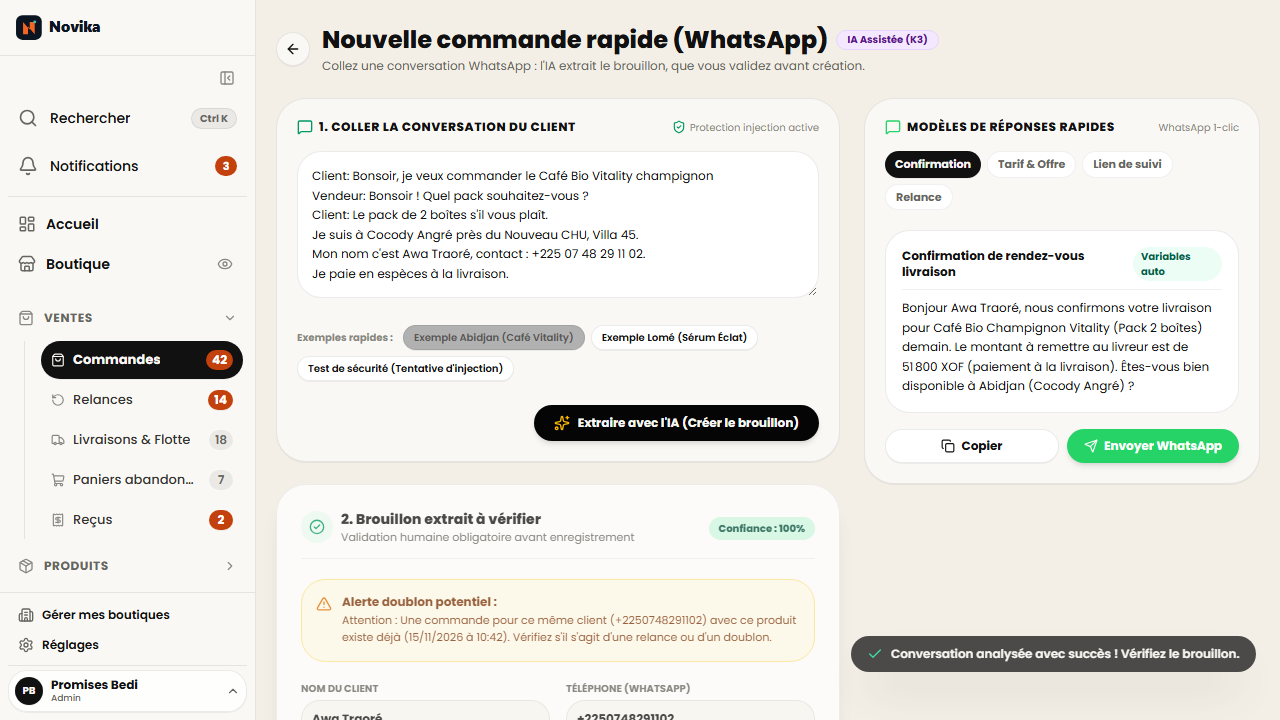 Novika
Rechercher
Ctrl K
Notifications
3
Accueil
Boutique
VENTES
Commandes
42
Relances
14
Livraisons & Flotte
18
Paniers abandon...
7
Reçus
2
PRODUITS
Gérer mes boutiques
Réglages
PB
Promises Bedi
Admin
Nouvelle commande rapide (WhatsApp)
IA Assistée (K3)
Collez une conversation WhatsApp : l'IA extrait le brouillon, que vous validez avant création.
1. COLLER LA CONVERSATION DU CLIENT
Protection injection active
Client: Bonsoir, je veux commander le Café Bio Vitality champignon
Vendeur: Bonsoir ! Quel pack souhaitez-vous ?
Client: Le pack de 2 boîtes s'il vous plaît.
Je suis à Cocody Angré près du Nouveau CHU, Villa 45.
Mon nom c'est Awa Traoré, contact : +225 07 48 29 11 02.
Je paie en espèces à la livraison.
Exemples rapides :
Exemple Abidjan (Café Vitality)
Exemple Lomé (Sérum Éclat)
Test de sécurité (Tentative d'injection)
Extraire avec l'IA (Créer le brouillon)
2. Brouillon extrait à vérifier
Validation humaine obligatoire avant enregistrement
Confiance : 100%
Alerte doublon potentiel :
Attention : Une commande pour ce même client (+2250748291102) avec ce produit
existe déjà (15/11/2026 à 10:42). Vérifiez s'il s'agit d'une relance ou d'un doublon.
NOM DU CLIENT
TÉLÉPHONE (WHATSAPP)
Awa Traoré
+2250748291102
MODÈLES DE RÉPONSES RAPIDES
WhatsApp 1-clic
Confirmation
Tarif & Offre
Lien de suivi
Relance
Confirmation de rendez-vous
livraison
Variables
auto
Bonjour Awa Traoré, nous confirmons votre livraison
pour Café Bio Champignon Vitality (Pack 2 boîtes)
demain. Le montant à remettre au livreur est de
51 800 XOF (paiement à la livraison). Êtes-vous bien
disponible à Abidjan (Cocody Angré) ?
Copier
Envoyer WhatsApp
Conversation analysée avec succès ! Vérifiez le brouillon.